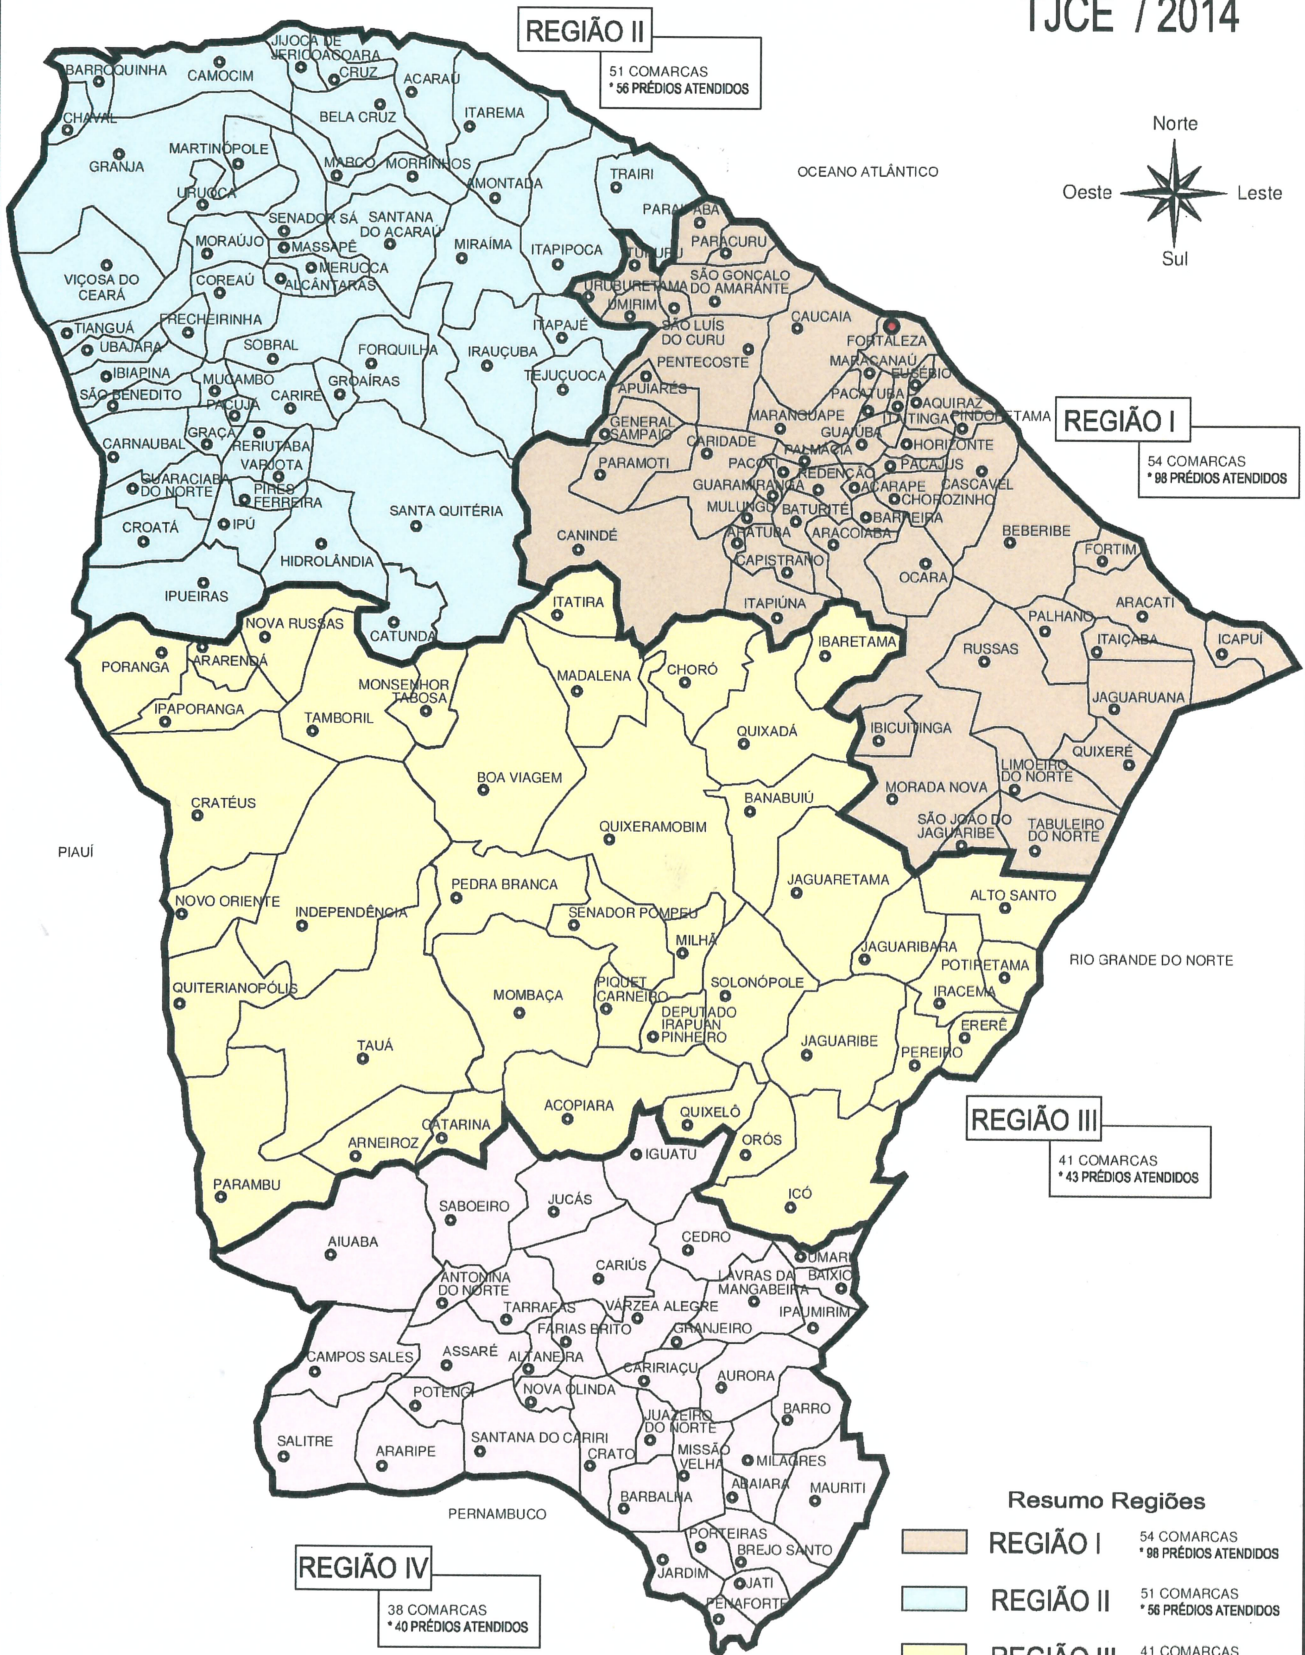 TJCE / 2014
REGIÃO II
51 COMARCAS
* 56 PRÉDIOS ATENDIDOS
Norte
Oeste
Leste
Sul
OCEANO ATLÂNTICO
JIJOCA DE
JERICOACOARA
BARROQUINHA
CAMOCIM
CRUZ
ACARAÚ
CHAVAL
BELA CRUZ
ITAREMA
GRANJA
MARTINÓPOLE
MARCO
MORRINHOS
AMONTADA
TRAIRI
URUOCA
PARAIPABA
SENADOR SÁ
SANTANA
DO ACARAÚ
MORAÚJO
MASSAPÊ
MIRAÍMA
ITAPIPOCA
TURURU
PARACURU
VIÇOSA DO
CEARÁ
COREAÚ
MERUOCA
ALCÂNTARAS
URUBURETAMA
SÃO GONÇALO
DO AMARANTE
UMIRIM
TIANGUÁ
FRECHEIRINHA
ITAPAJÉ
SÃO LUÍS
DO CURU
CAUCAIA
FORTALEZA
UBAJARA
SOBRAL
FORQUILHA
IRAUÇUBA
PENTECOSTE
MARACANAÚ
IBIAPINA
MUCAMBO
GROAÍRAS
TEJUÇUOCA
APUIARÉS
EUSÉBIO
SÃO BENEDITO
PACUJÁ
CARIRÉ
PACATUBA
AQUIRAZ
GRAÇA
GENERAL
SAMPAIO
MARANGUAPE
ITAITINGA
PINDORETAMA
CARNAUBAL
RERIUTABA
CARIDADE
GUAIÚBA
HORIZONTE
REGIÃO I
54 COMARCAS
* 98 PRÉDIOS ATENDIDOS
VARJOTA
PARAMOTI
PACOTI
PALMÁCIA
PACAJUS
GUARACIABA
DO NORTE
PIRES
FERREIRA
GUARAMIRANGA
REDENÇÃO
ACARAPE
CASCAVEL
CHOROZINHO
CROATÁ
IPÚ
SANTA QUITÉRIA
MULUNGU
BATURITÉ
BARREIRA
CANINDÉ
ARATUBA
ARACOIABA
BEBERIBE
HIDROLÂNDIA
CAPISTRANO
OCARA
FORTIM
IPUEIRAS
ITATIRA
ITAPIÚNA
ARACATI
NOVA RUSSAS
CATUNDA
IBARETAMA
PALHANO
ITAIÇABA
ICAPUÍ
PORANGA
ARARENDÁ
MADALENA
CHORÓ
RUSSAS
MONSENHOR
TABOSA
JAGUARUANA
IPAPORANGA
TAMBORIL
QUIXADÁ
IBICUITINGA
QUIXERÉ
BOA VIAGEM
LIMOEIRO
DO NORTE
CRATÉUS
BANABUIÚ
MORADA NOVA
QUIXERAMOBIM
SÃO JOÃO DO
JAGUARIBE
TABULEIRO
DO NORTE
PIAUÍ
PEDRA BRANCA
JAGUARETAMA
ALTO SANTO
NOVO ORIENTE
INDEPENDÊNCIA
SENADOR POMPEU
MILHÃ
JAGUARIBARA
POTIRETAMA
RIO GRANDE DO NORTE
QUITERIANOPÓLIS
MOMBAÇA
PIQUET
CARNEIRO
SOLONÓPOLE
IRACEMA
DEPUTADO
IRAPUAN
PINHEIRO
ERERÊ
TAUÁ
JAGUARIBE
PEREIRO
ACOPIARA
QUIXELÔ
REGIÃO III
41 COMARCAS
* 43 PRÉDIOS ATENDIDOS
CATARINA
ARNEIROZ
ORÓS
IGUATU
PARAMBU
ICÓ
SABOEIRO
JUCÁS
AIUABA
CEDRO
UMARI
CARIÚS
BAIXIO
ANTONINA
DO NORTE
LAVRAS DA
MANGABEIRA
TARRAFAS
VÁRZEA ALEGRE
IPAUMIRIM
FARIAS BRITO
GRANJEIRO
CAMPOS SALES
ASSARÉ
ALTANEIRA
CARIRIAÇU
AURORA
POTENGI
NOVA OLINDA
BARRO
JUAZEIRO
DO NORTE
SALITRE
ARARIPE
SANTANA DO CARIRI
CRATO
MISSÃO
VELHA
MILAGRES
ABAIARA
MAURITI
BARBALHA
PERNAMBUCO
PORTEIRAS
BREJO SANTO
JARDIM
JATI
PENAFORTE
REGIÃO IV
38 COMARCAS
* 40 PRÉDIOS ATENDIDOS
Resumo Regiões
REGIÃO I
54 COMARCAS
* 98 PRÉDIOS ATENDIDOS
REGIÃO II
51 COMARCAS
* 56 PRÉDIOS ATENDIDOS
REGIÃO III
41 COMARCAS